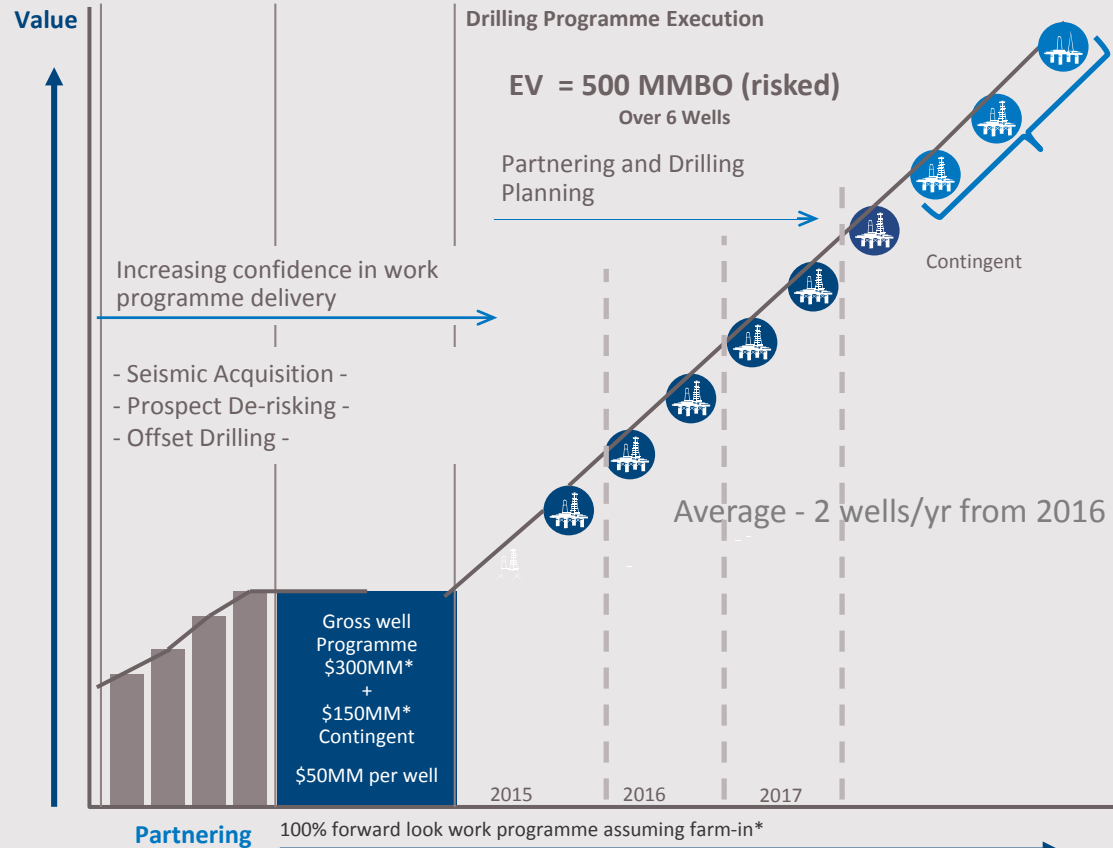 Value
Drilling Programme Execution
EV = 500 MMBO (risked)
Over 6 Wells
Partnering and Drilling
Planning
Increasing confidence in work
programme delivery
Contingent
- Seismic Acquisition -
- Prospect De-risking -
- Offset Drilling -
Average - 2 wells/yr from 2016
Gross well
Programme
$300MM*
+
$150MM*
Contingent
$50MM per well
2015
2016
2017
Partnering
100% forward look work programme assuming farm-in*